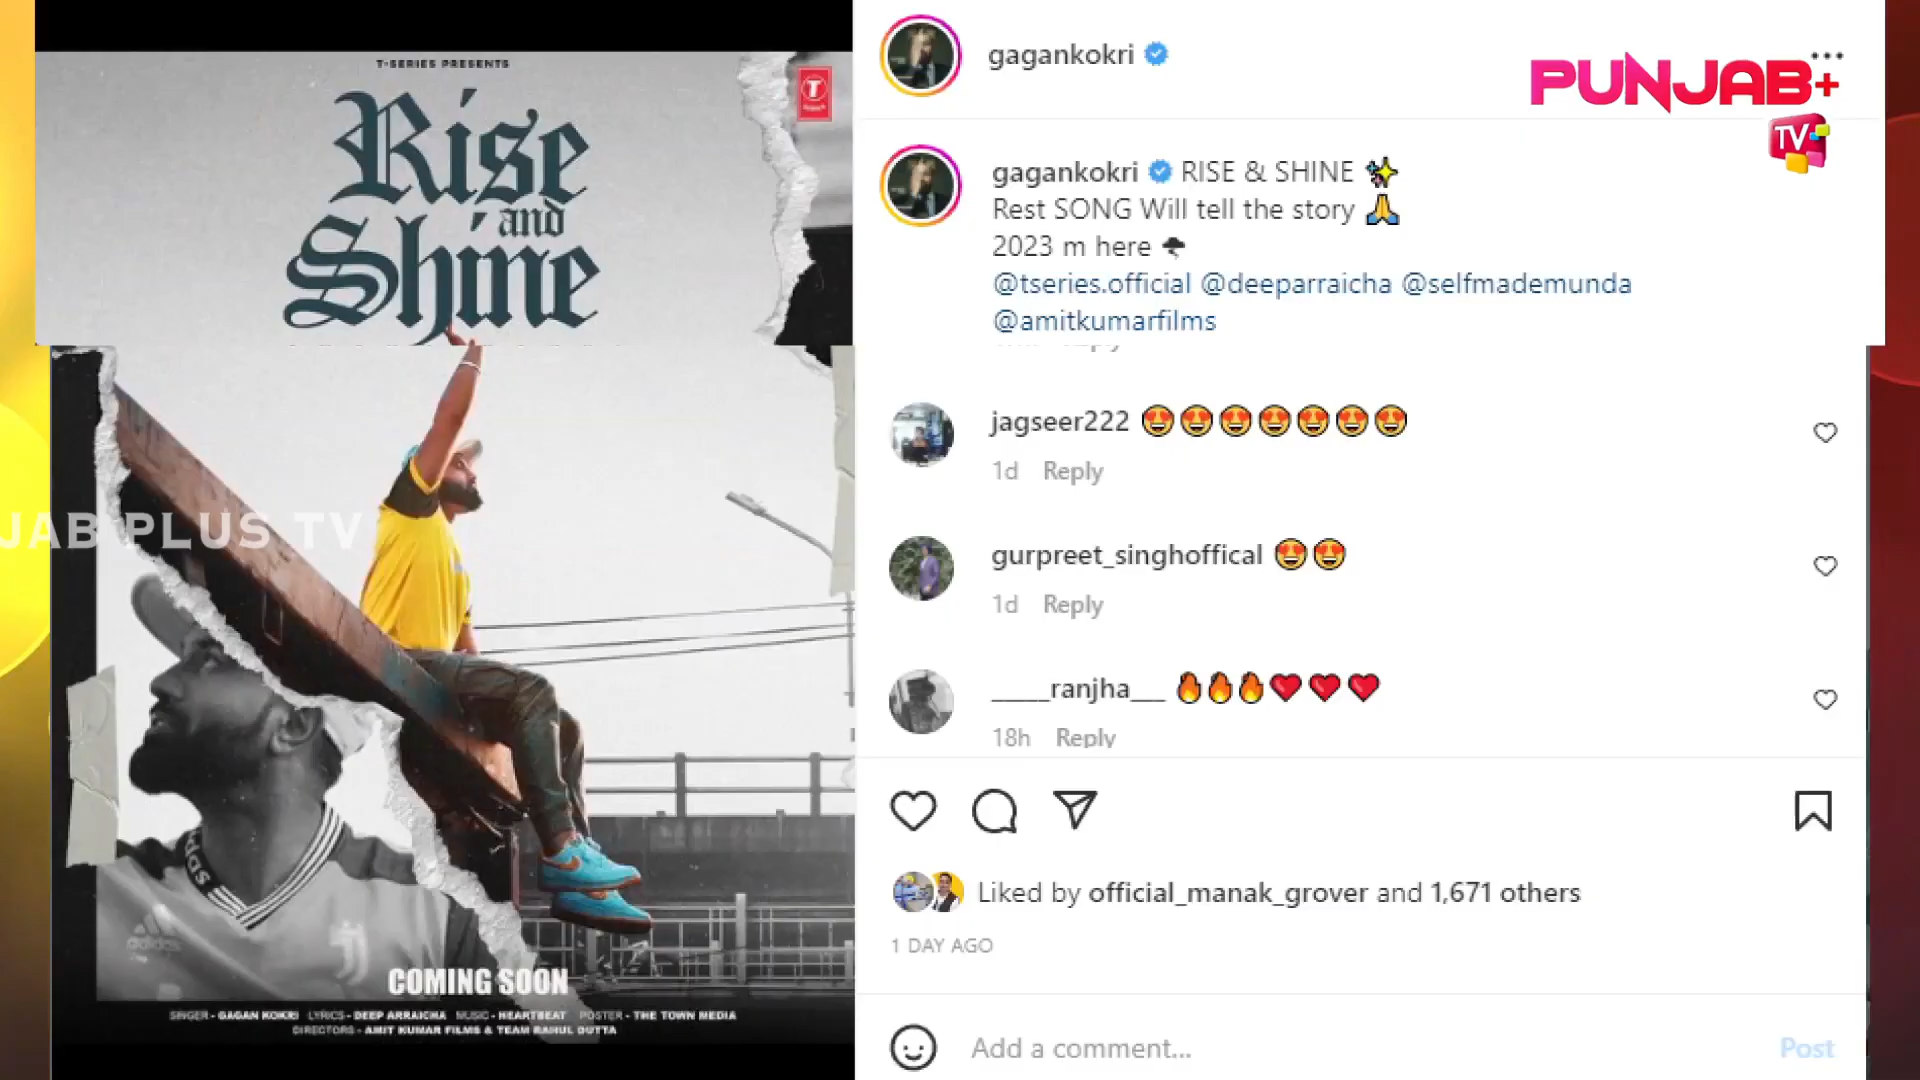 T-SERIES PRESENTS
Rise
and
Shine
gagankokri
PUNJAB+
TV
gagankokri RISE & SHINE ✨
Rest SONG Will tell the story 🙏
2023 m here 🌪
@tseries.official @deeparraicha @selfmademunda
@amitkumarfilms
jagseer222 😍😍😍😍😍😍😍
1d Reply
gurpreet_singhoffical 😍😍
1d Reply
_____ranjha___ 🔥🔥🔥❤️❤️❤️
18h Reply
JAB PLUS TV
adidas
adidas
COMING SOON
SINGER - GAGAN KOKRI LYRICS - DEEP ARRAICHA MUSIC - HEARTBEAT POSTER - THE TOWN MEDIA
DIRECTORS - AMIT KUMAR FILMS & TEAM RAHUL DUTTA
Liked by official_manak_grover and 1,671 others
1 DAY AGO
Add a comment...
Post